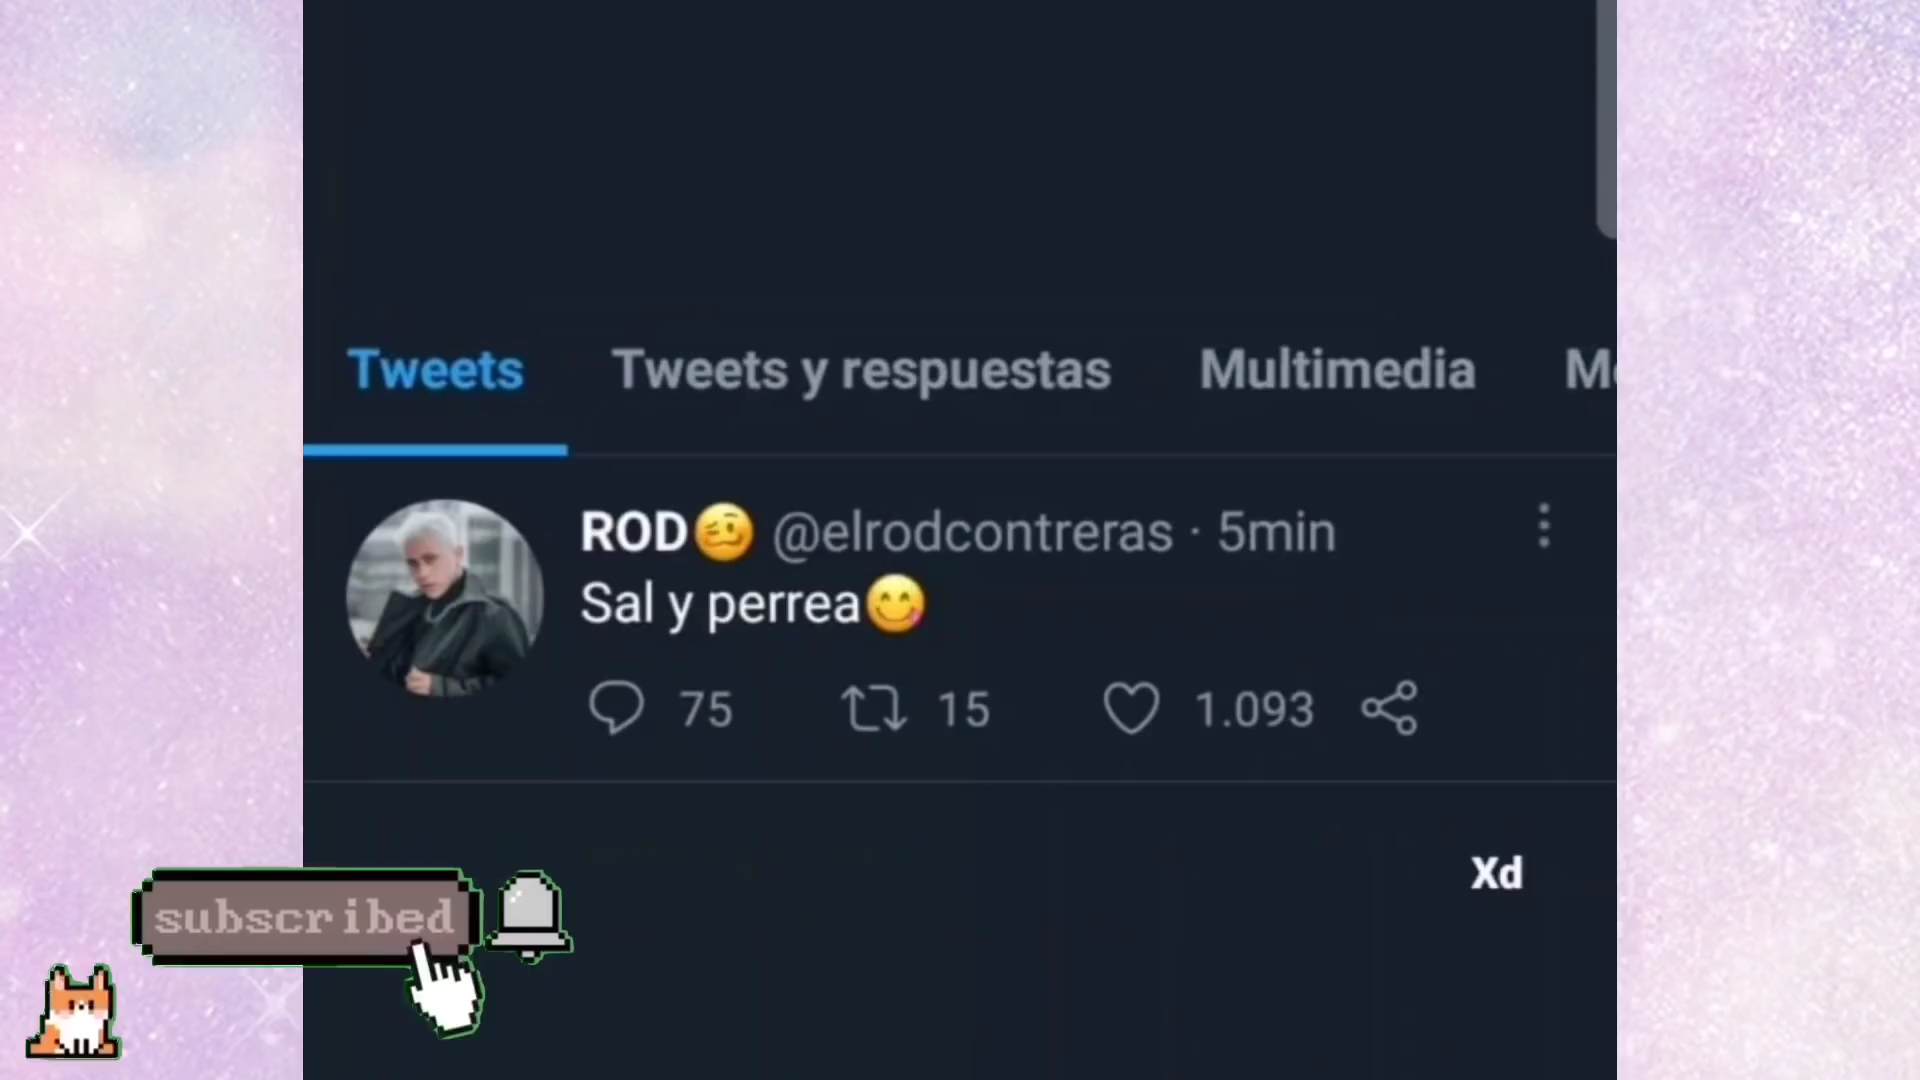 Tweets Tweets y respuestas Multimedia
ROD🥴 @elrodcontreras · 5min
Sal y perrea😋
75 15 1.093
Xd
subscribed